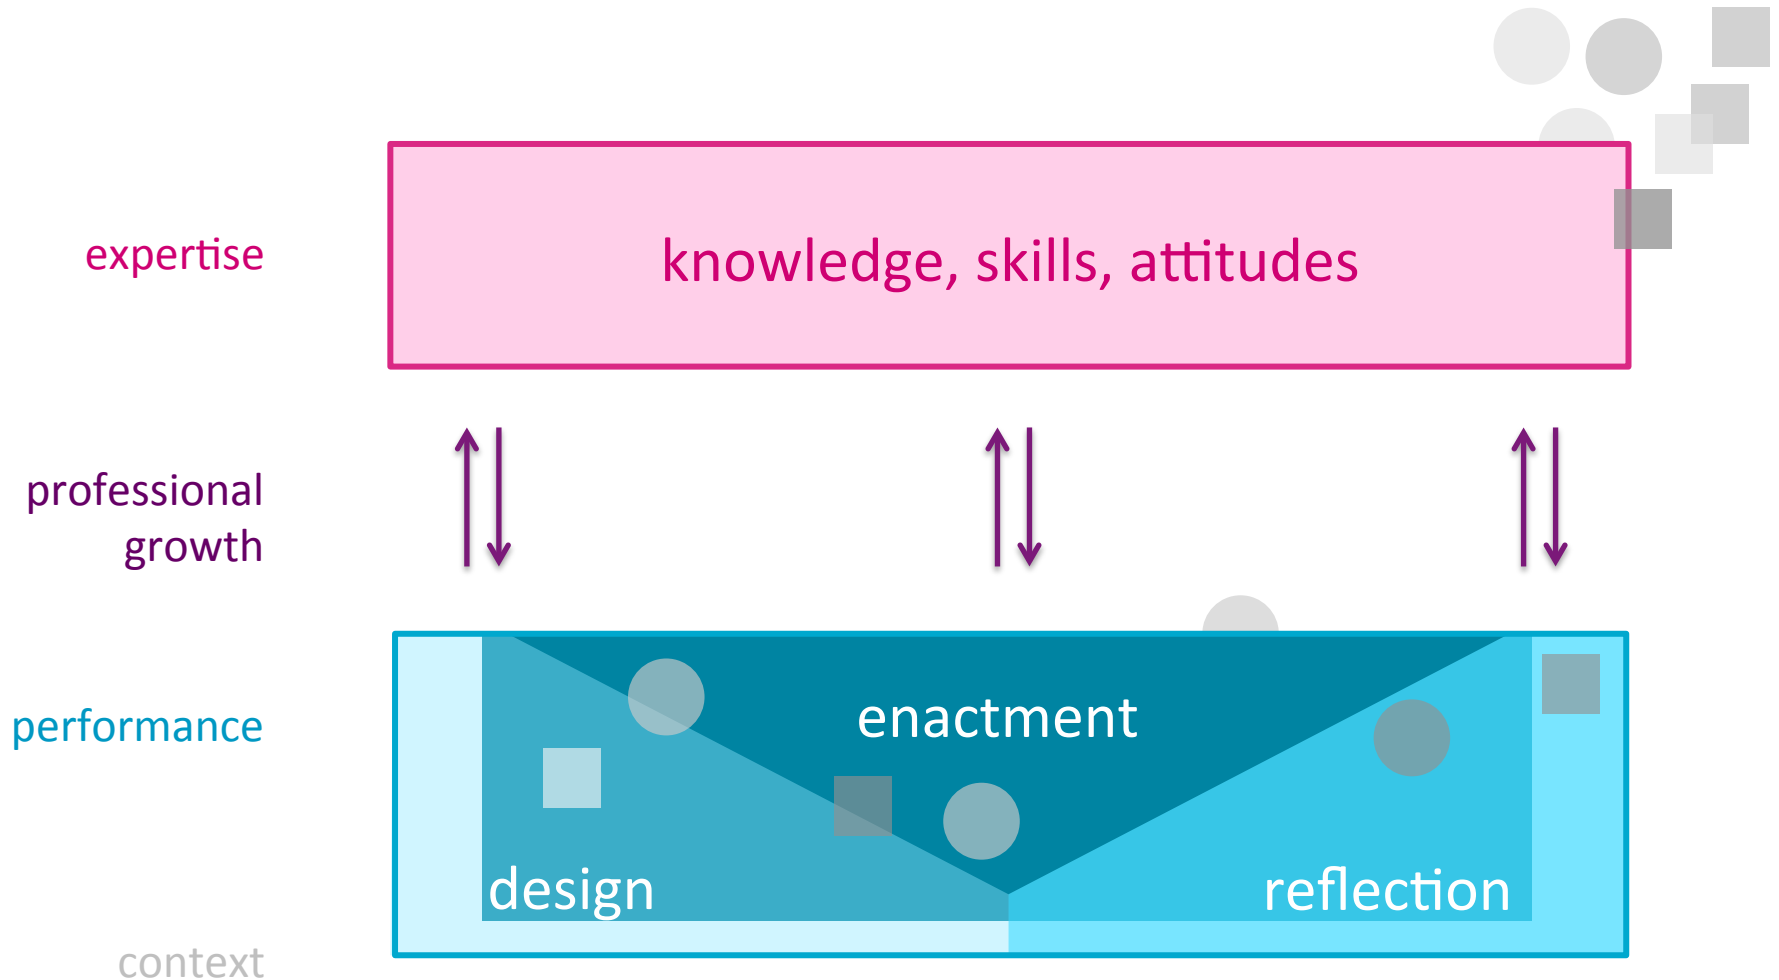 expertise
knowledge, skills, attitudes
professional
growth
performance
enactment
design
reflection
context